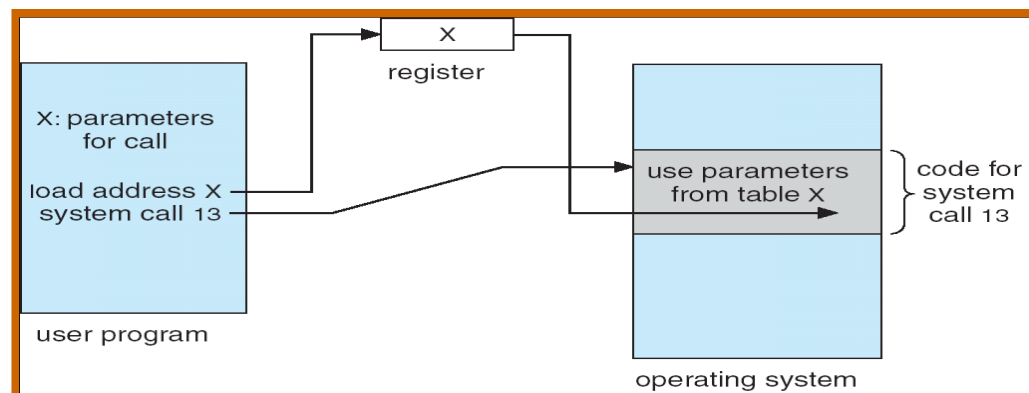 X
register
X: parameters
for call
load address X
system call 13
user program
use parameters
from table X
code for
system
call 13
operating system